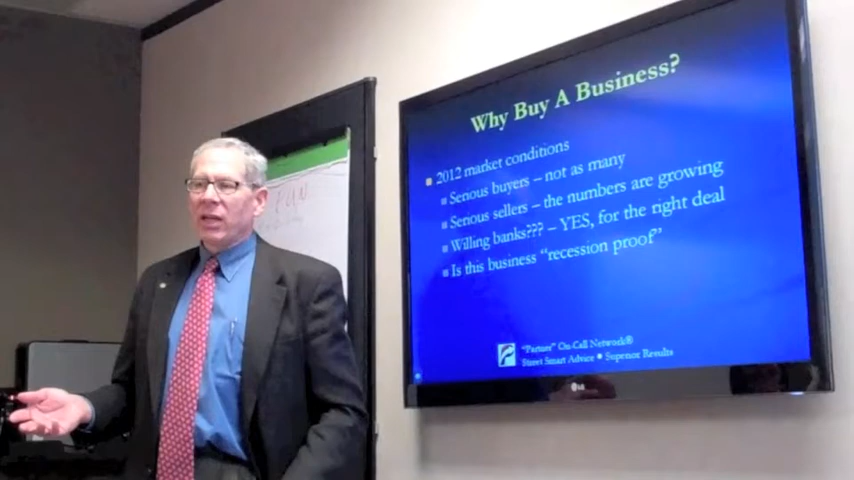 Why Buy A Business?
2012 market conditions
Serious buyers – not as many
Serious sellers – the numbers are growing
Willing banks??? – YES, for the right deal
Is this business “recession proof”
“Partner” On-Call Network®
Street Smart Advice • Superior Results
LG